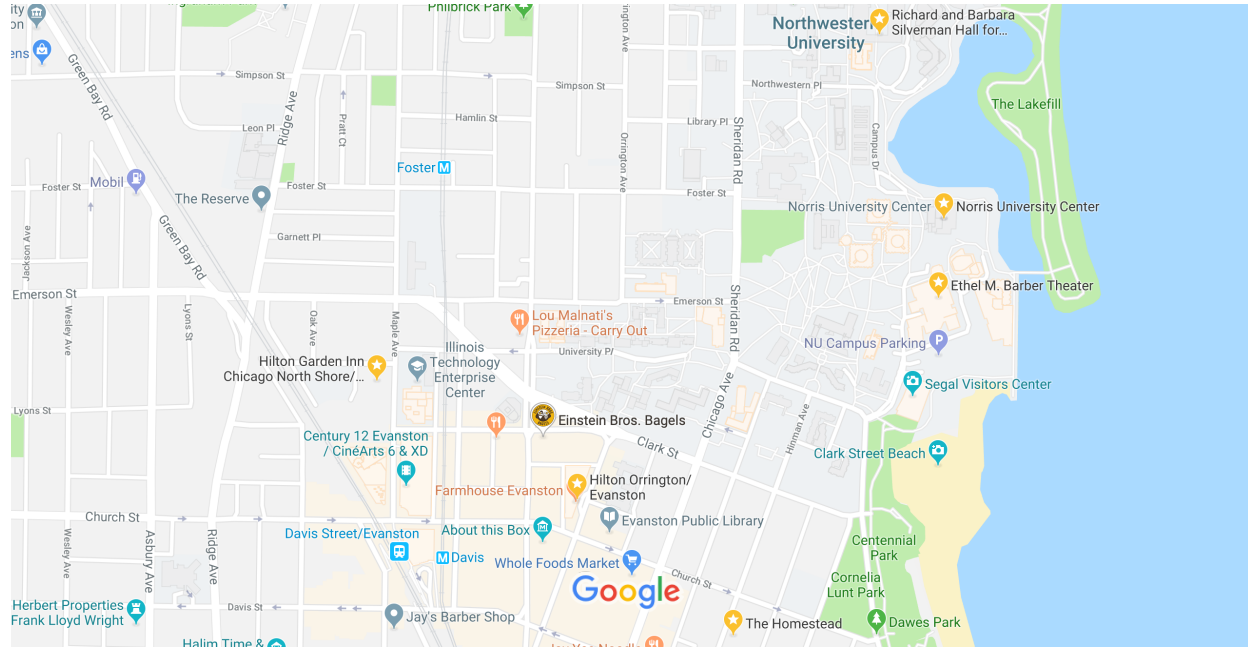 Philbrick Park
Northwestern
University
Richard and Barbara
Silverman Hall for...
ity
on
ens
Green Bay Rd
Simpson St
Simpson St
Orrington Ave
Northwestern Pl
The Lakefill
Ridge Ave
Leon Pl
Pratt Ct
Hamlin St
Library Pl
Sheridan Rd
Campus Dr
Orrington Ave
Foster
M
Foster St
Mobil
The Reserve
Foster St
Foster St
Norris University Center
Norris University Center
Green Bay Rd
Garnett Pl
Jackson Ave
Emerson St
Emerson St
Ethel M. Barber Theater
Wesley Ave
Lyons St
Oak Ave
Maple Ave
Lou Malnati's
Pizzeria - Carry Out
Sheridan Rd
NU Campus Parking
P
Illinois
Technology
Enterprise
Center
University Pl
Hilton Garden Inn
Chicago North Shore/...
Segal Visitors Center
Lyons St
Einstein Bros. Bagels
Chicago Ave
Hinman Ave
Century 12 Evanston
/ CinéArts 6 & XD
Clark St
Clark Street Beach
Farmhouse Evanston
Hilton Orrington/
Evanston
Church St
Evanston Public Library
About this Box
Davis Street/Evanston
M
Davis
Whole Foods Market
Centennial
Park
Wesley Ave
Asbury Ave
Ridge Ave
Church St
Cornelia
Lunt Park
Google
Herbert Properties
Frank Lloyd Wright
Davis St
Jay's Barber Shop
The Homestead
Dawes Park
Halim Time &